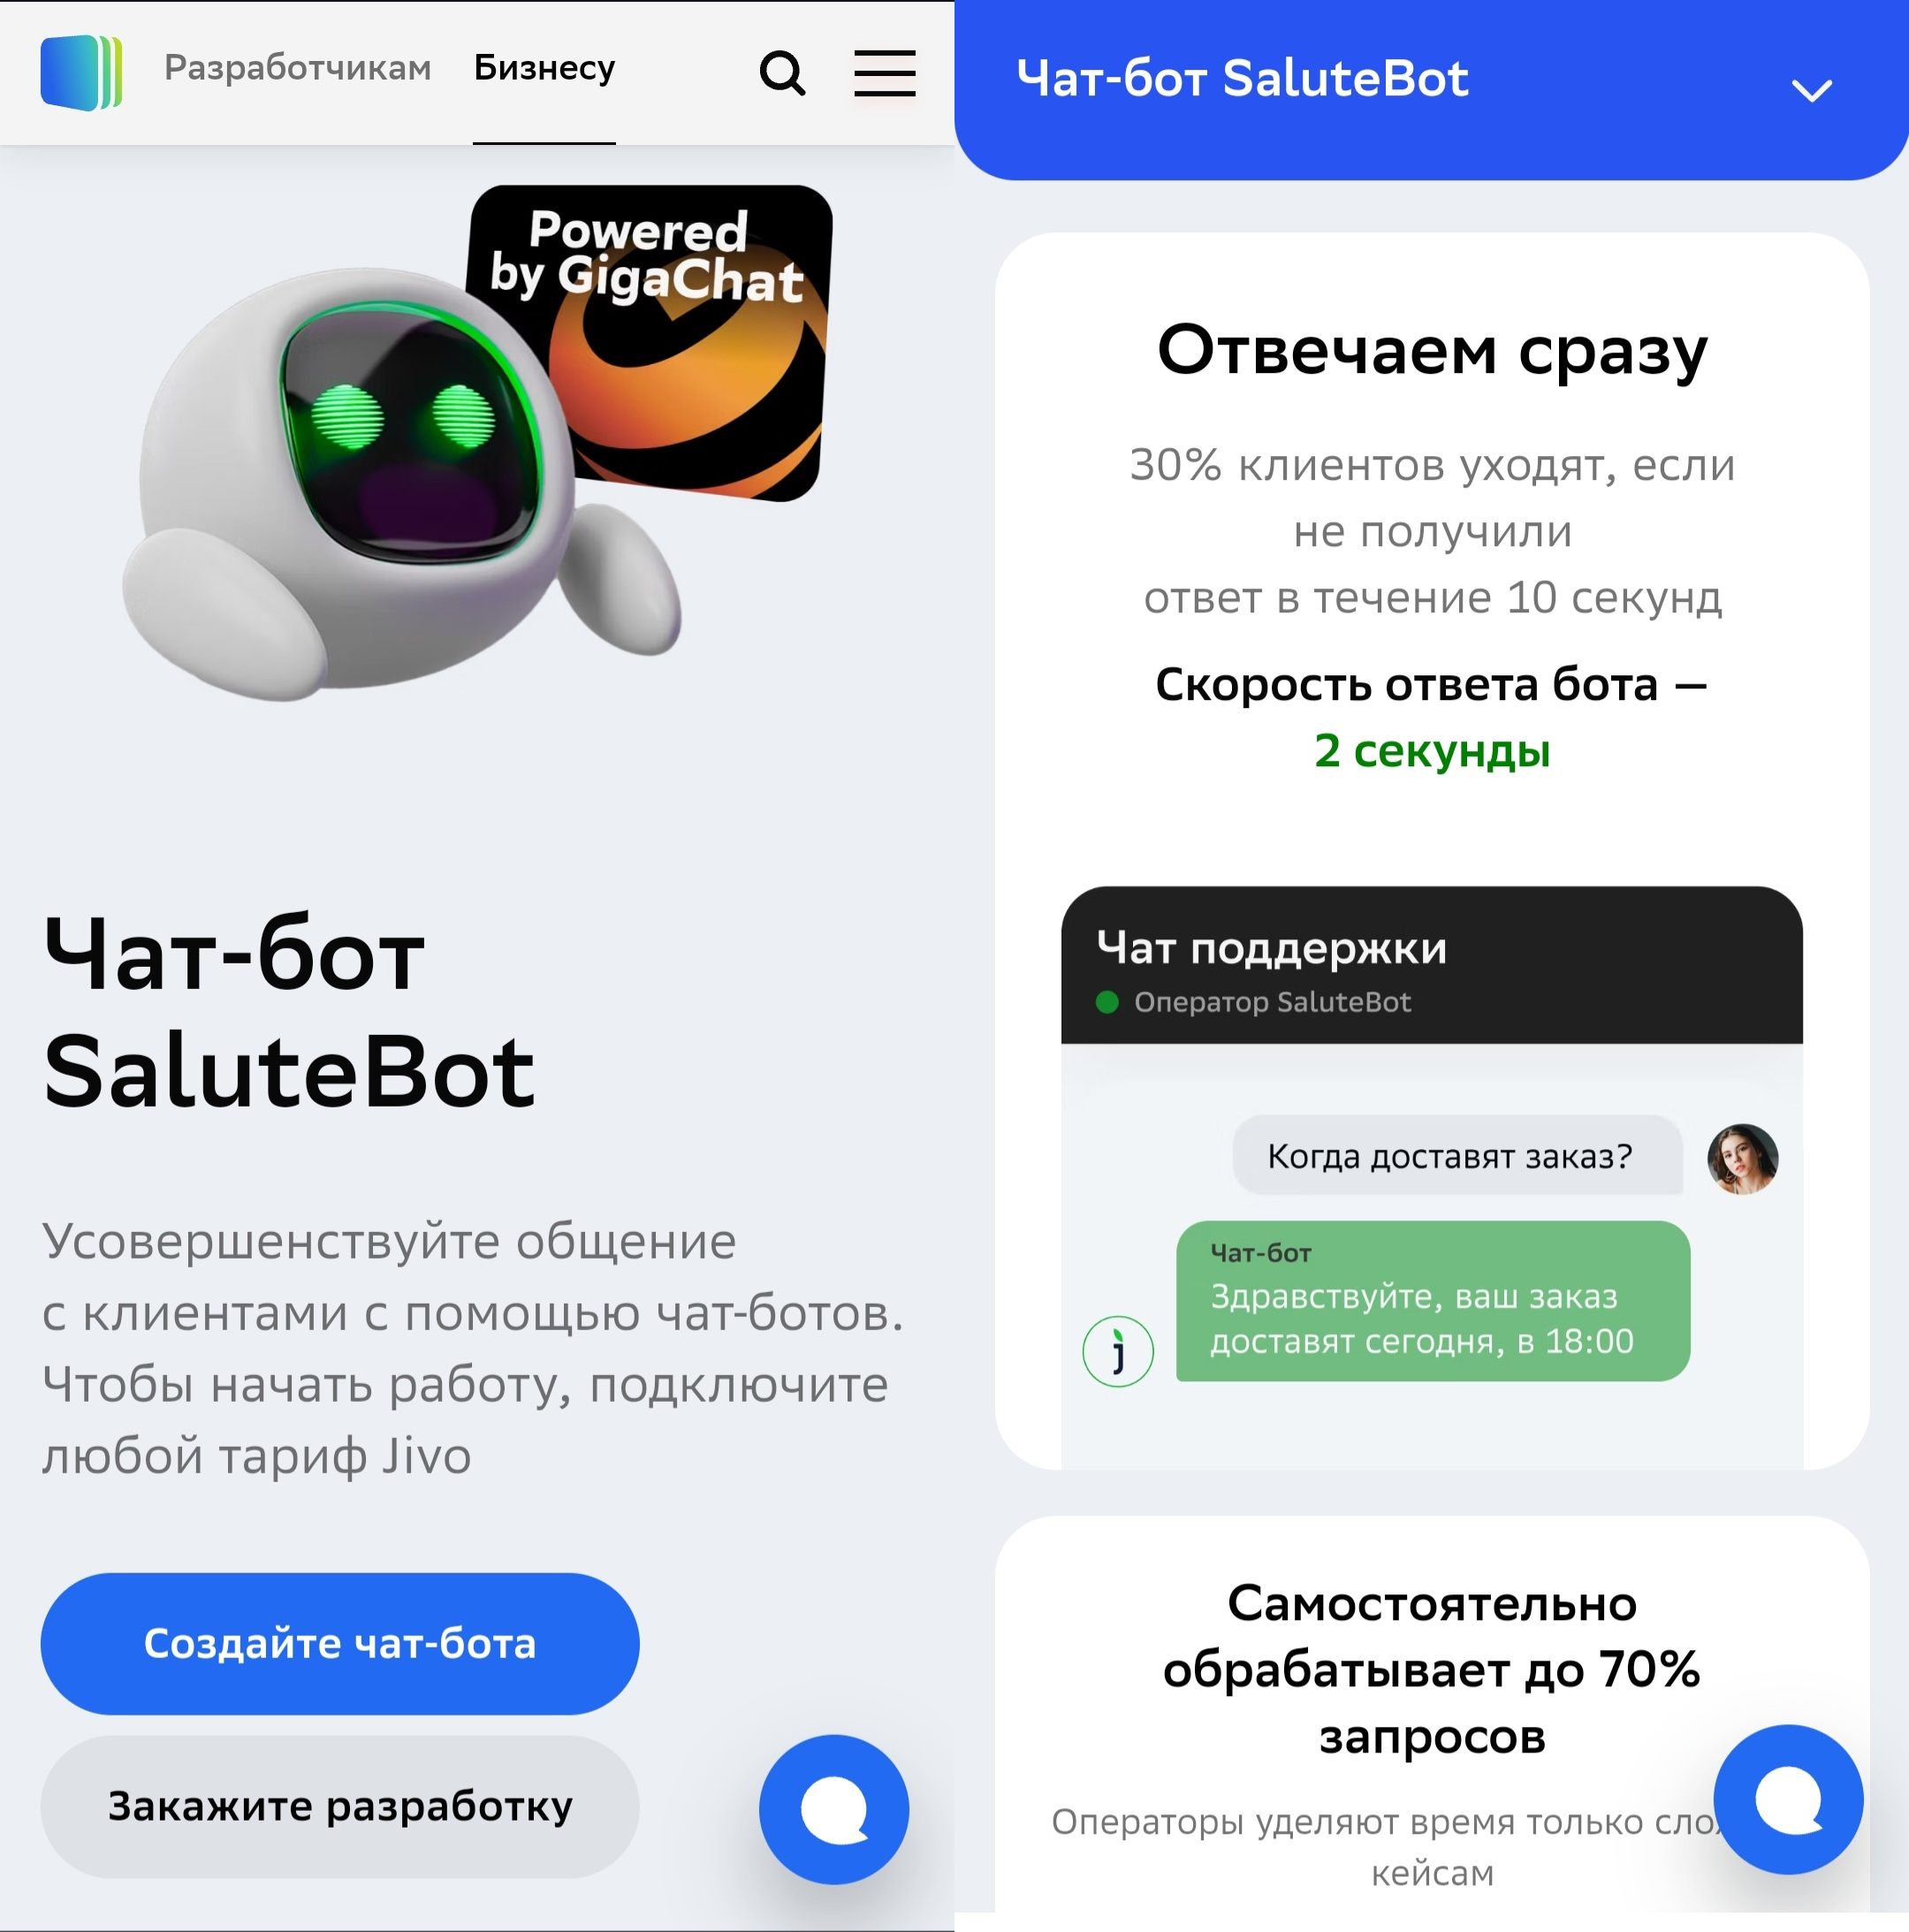 Разработчикам
Бизнесу
Powered
by GigaChat
Чат-бот
SaluteBot
Усовершенствуйте общение
с клиентами с помощью чат-ботов.
Чтобы начать работу, подключите
любой тариф Jivo
Создайте чат-бота
Закажите разработку
Чат-бот SaluteBot
Отвечаем сразу
30% клиентов уходят, если
не получили
ответ в течение 10 секунд
Скорость ответа бота —
2 секунды
Чат поддержки
Оператор SaluteBot
Когда доставят заказ?
Чат-бот
Здравствуйте, ваш заказ
доставят сегодня, в 18:00
j
Самостоятельно
обрабатывает до 70%
запросов
Операторы уделяют время только
кейсам